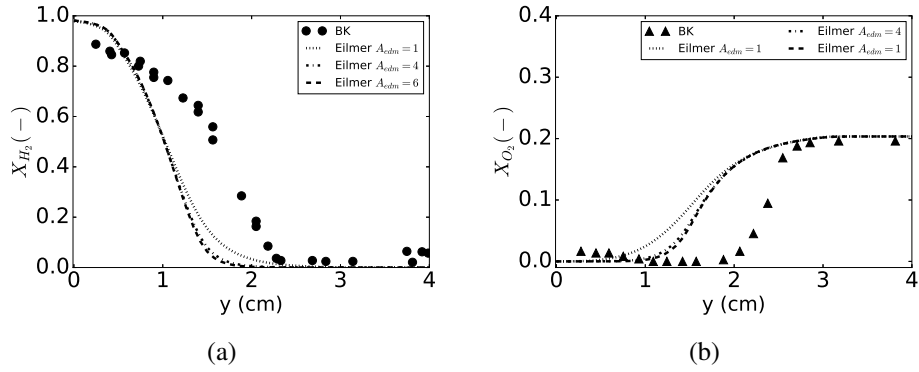 1.0
0.8
0.6
0.4
0.2
0.0
X_{H_2}(-)
BK
Eilmer A_{edm}=1
Eilmer A_{edm}=4
Eilmer A_{edm}=6
0 1 2 3 4
y (cm)
(a)
0.4
0.3
0.2
0.1
0.0
X_{O_2}(-)
BK
Eilmer A_{edm}=1
Eilmer A_{edm}=4
Eilmer A_{edm}=1
0 1 2 3 4
y (cm)
(b)